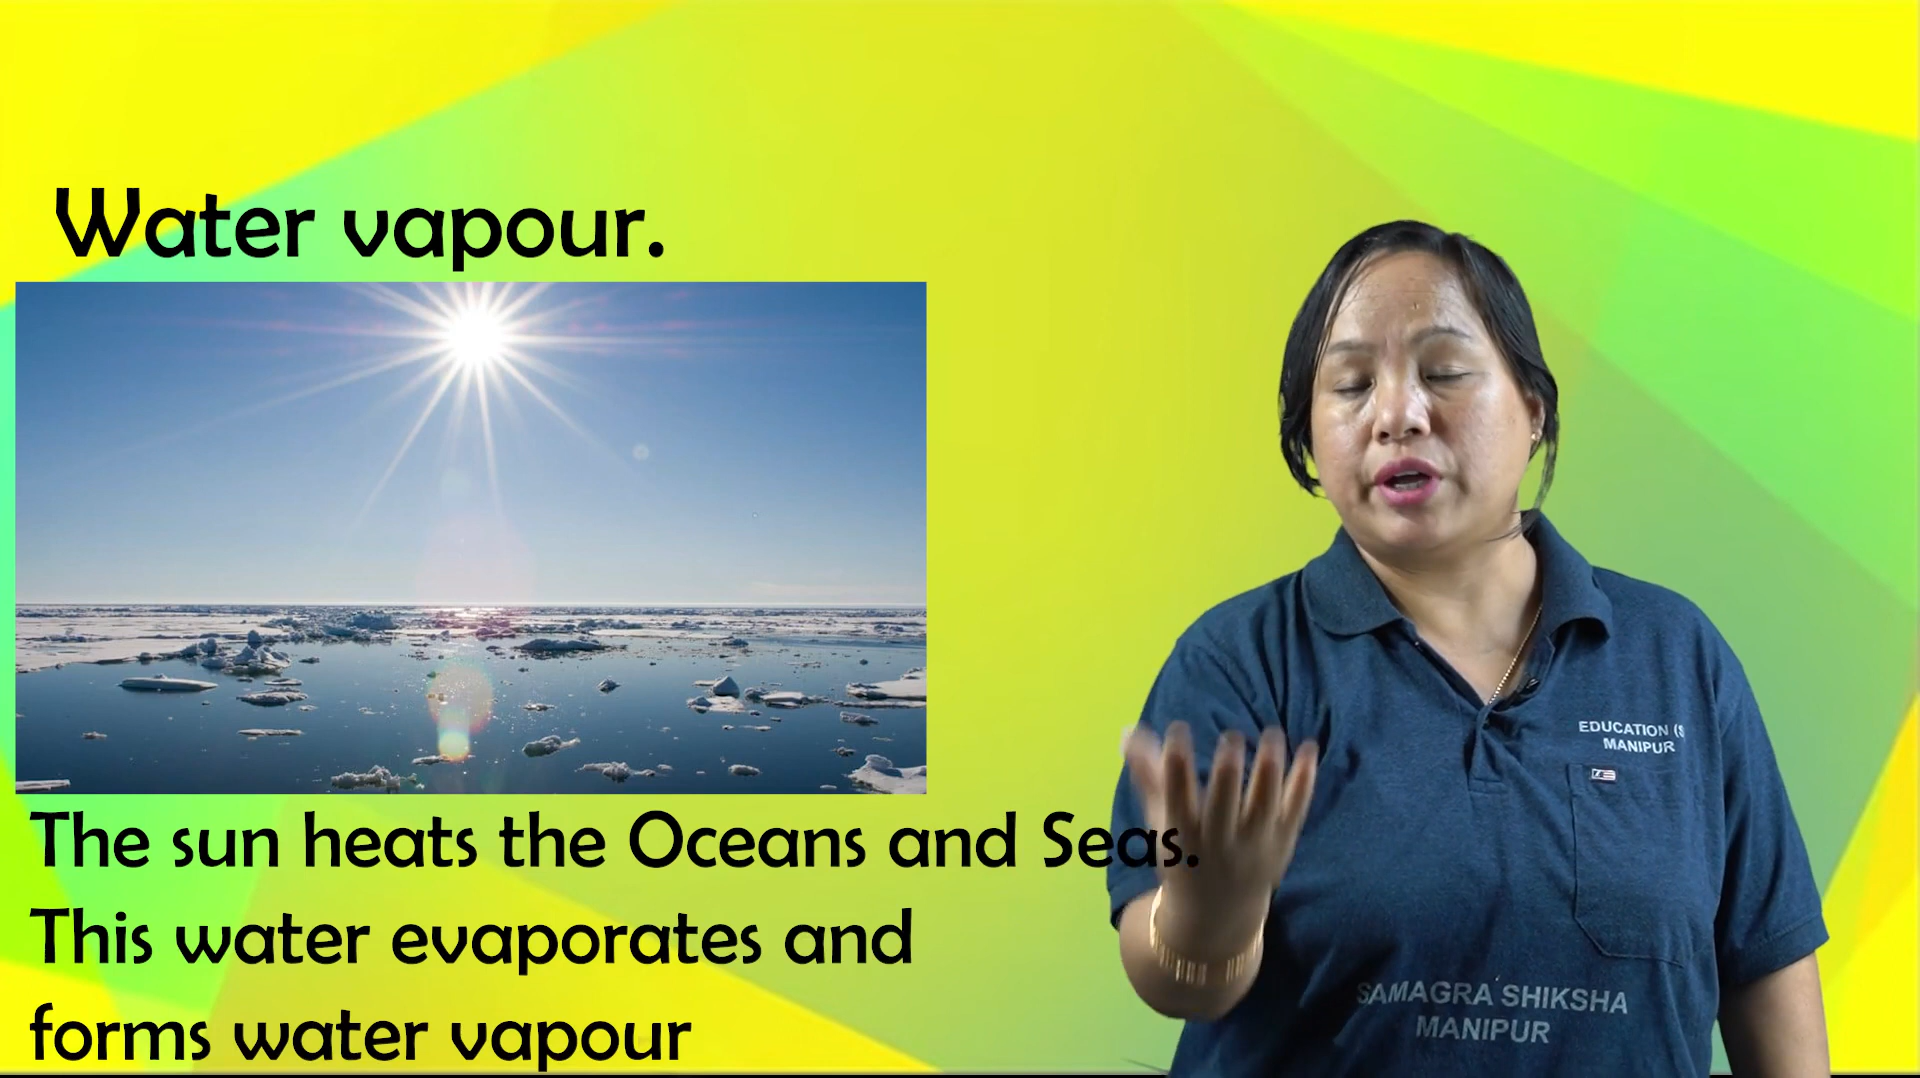 Water vapour.
The sun heats the Oceans and Seas.
This water evaporates and
forms water vapour
EDUCATION (S
MANIPUR
SAMAGRA SHIKSHA
MANIPUR